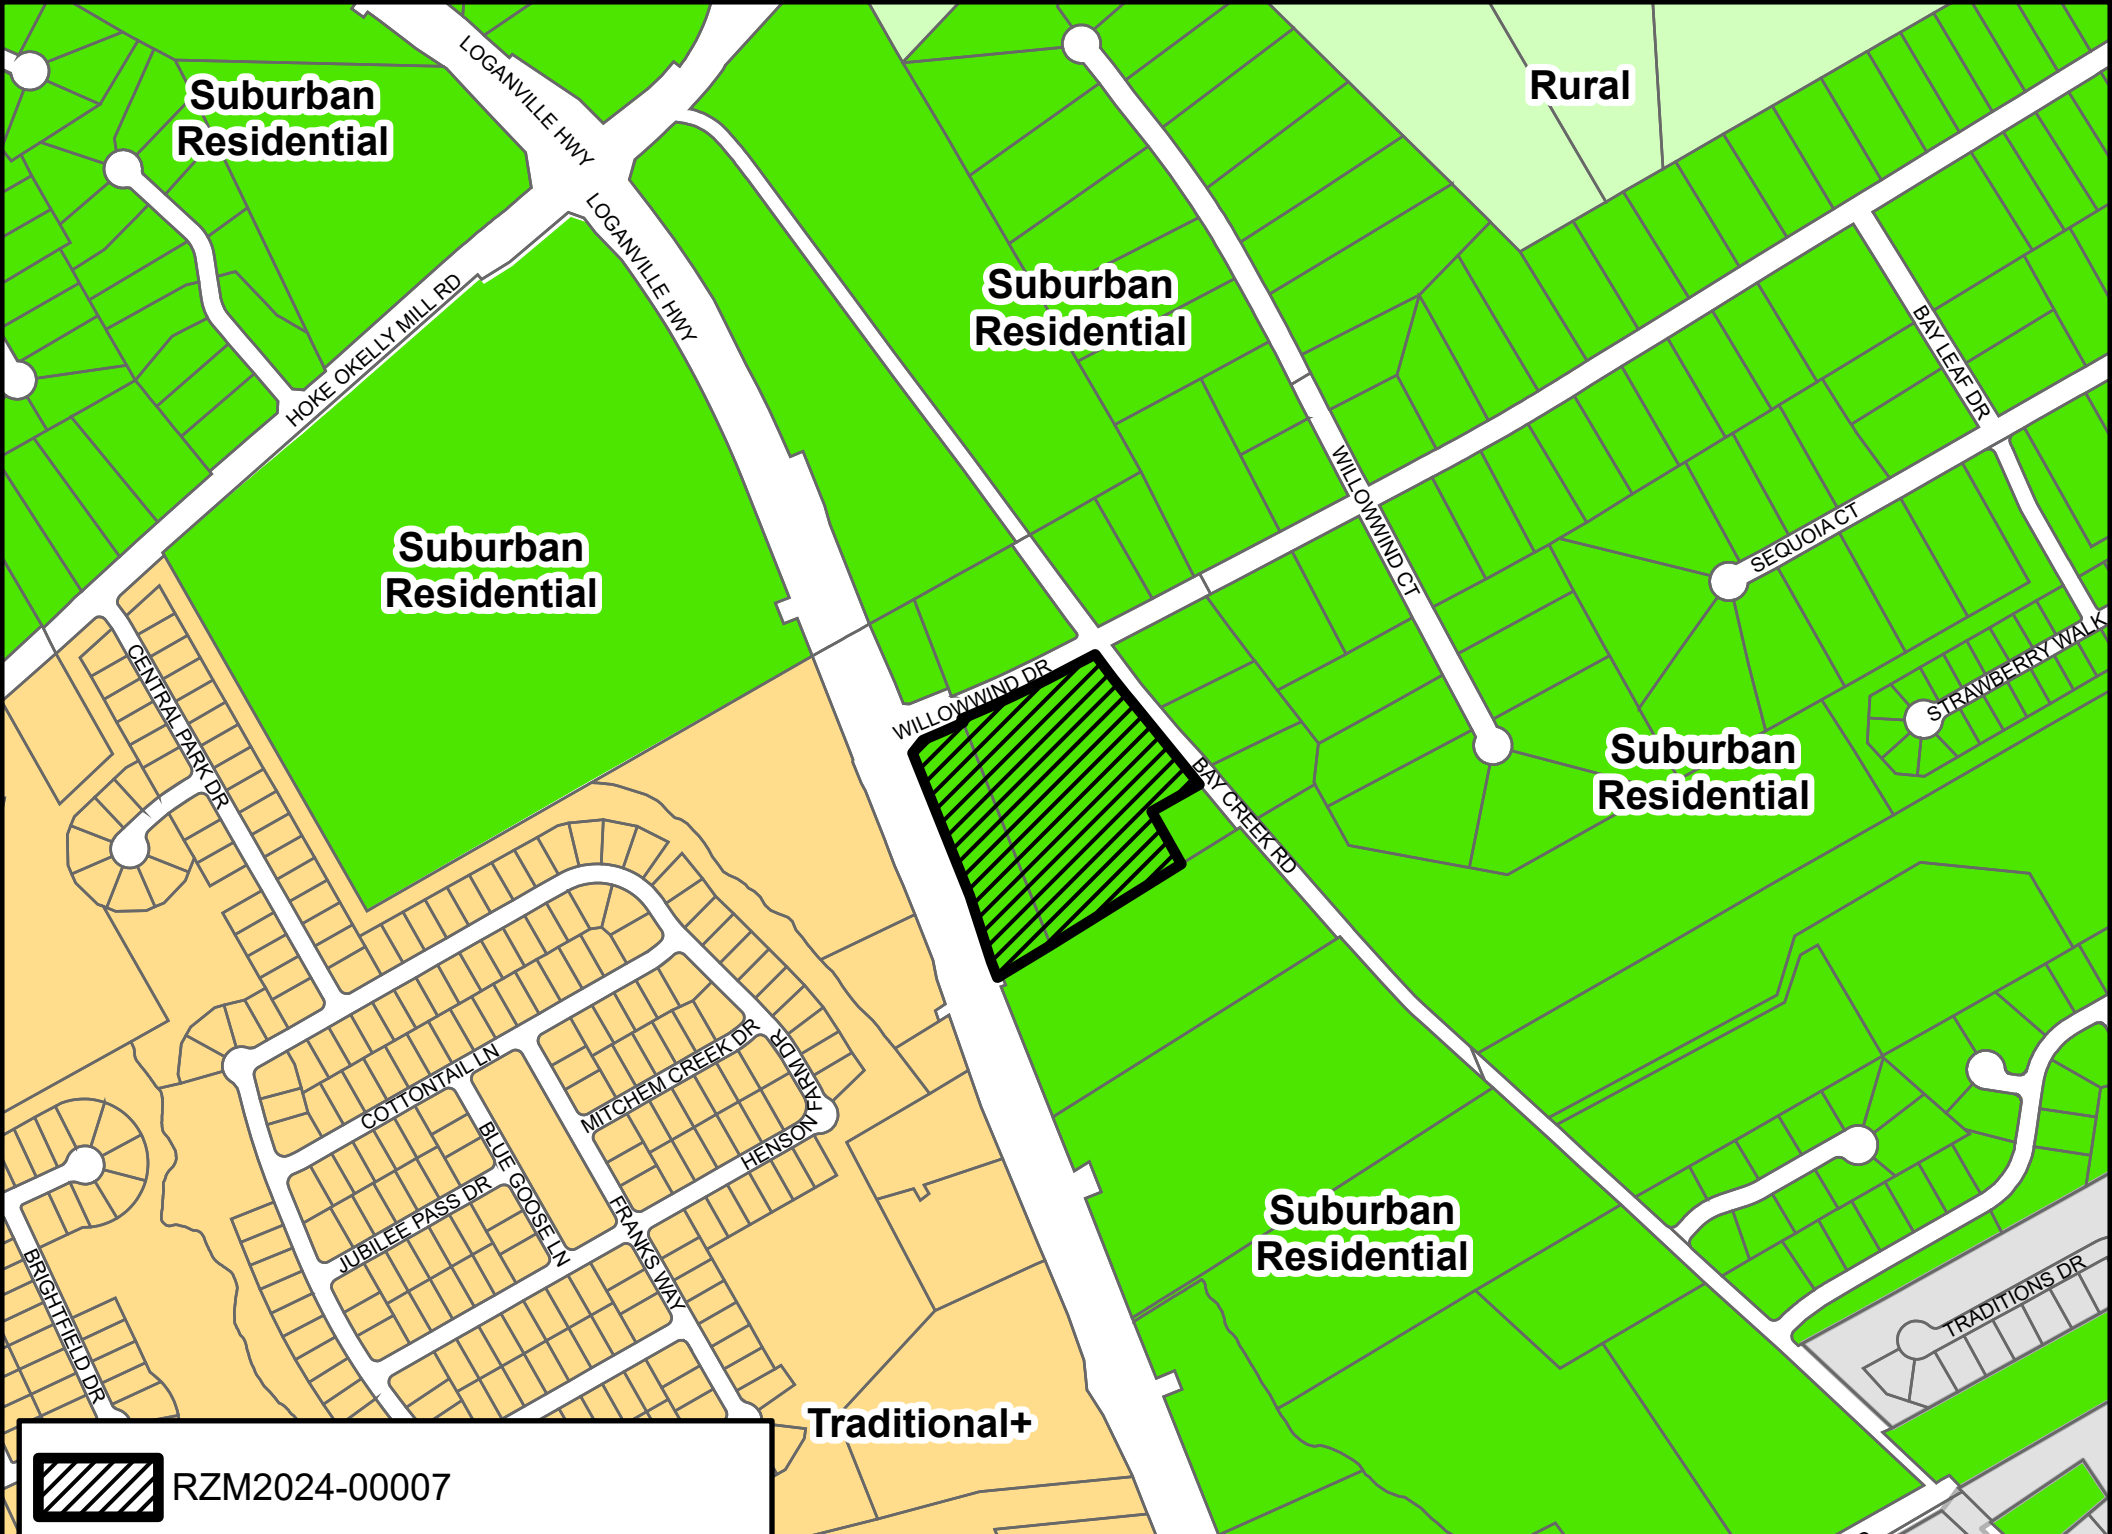 LOGANVILLE HWY
Suburban
Residential
Rural
LOGANVILLE HWY
HOKE OKELLY MILL RD
Suburban
Residential
BAY LEAF DR
WILLOWWIND CT
SEQUOIA CT
Suburban
Residential
CENTRAL PARK DR
WILLOWWIND DR
STRAWBERRY WALK
Suburban
Residential
BAY CREEK RD
MITCHEM CREEK DR
COTTONTAIL LN
HENSON FARM DR
BLUE GOOSE LN
JUBILEE PASS DR
FRANKS WAY
Suburban
Residential
BRIGHTFIELD DR
TRADITIONS DR
Traditional+
RZM2024-00007